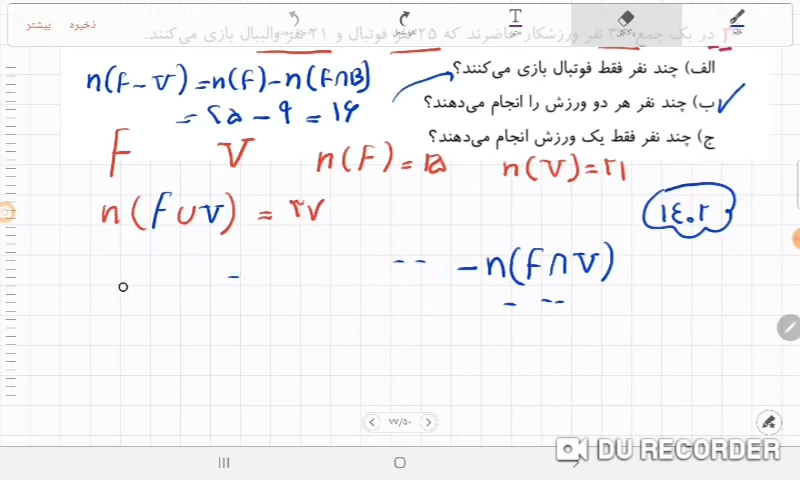 ذخیره بیشتر
در یک جمع ورزشکار حاضرند که ۲۵ نفر فوتبال و ۲۱ نفر والیبال بازی می‌کنند.
الف) چند نفر فقط فوتبال بازی می‌کنند؟
n(F-V)=n(F)-n(F∩B)
ب) چند نفر هر دو ورزش را انجام می‌دهند؟
= ۲۵ - ۹ = ۱۶
ج) چند نفر فقط یک ورزش انجام می‌دهند؟
F V n(F)=۲۵ n(V)=۲۱
n(F∪V) = ۳۷
۱۴۰۲
-n(F∩V)
۷۷/۵۰
DU RECORDER